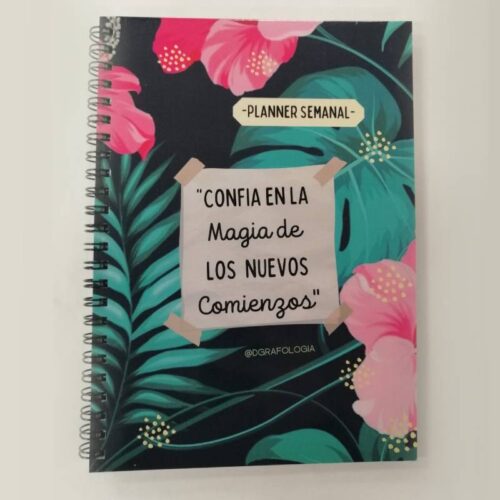 -PLANNER SEMANAL-
"CONFIA EN LA
Magia de
LOS NUEVOS
Comienzos"
@DGRAFOLOGIA